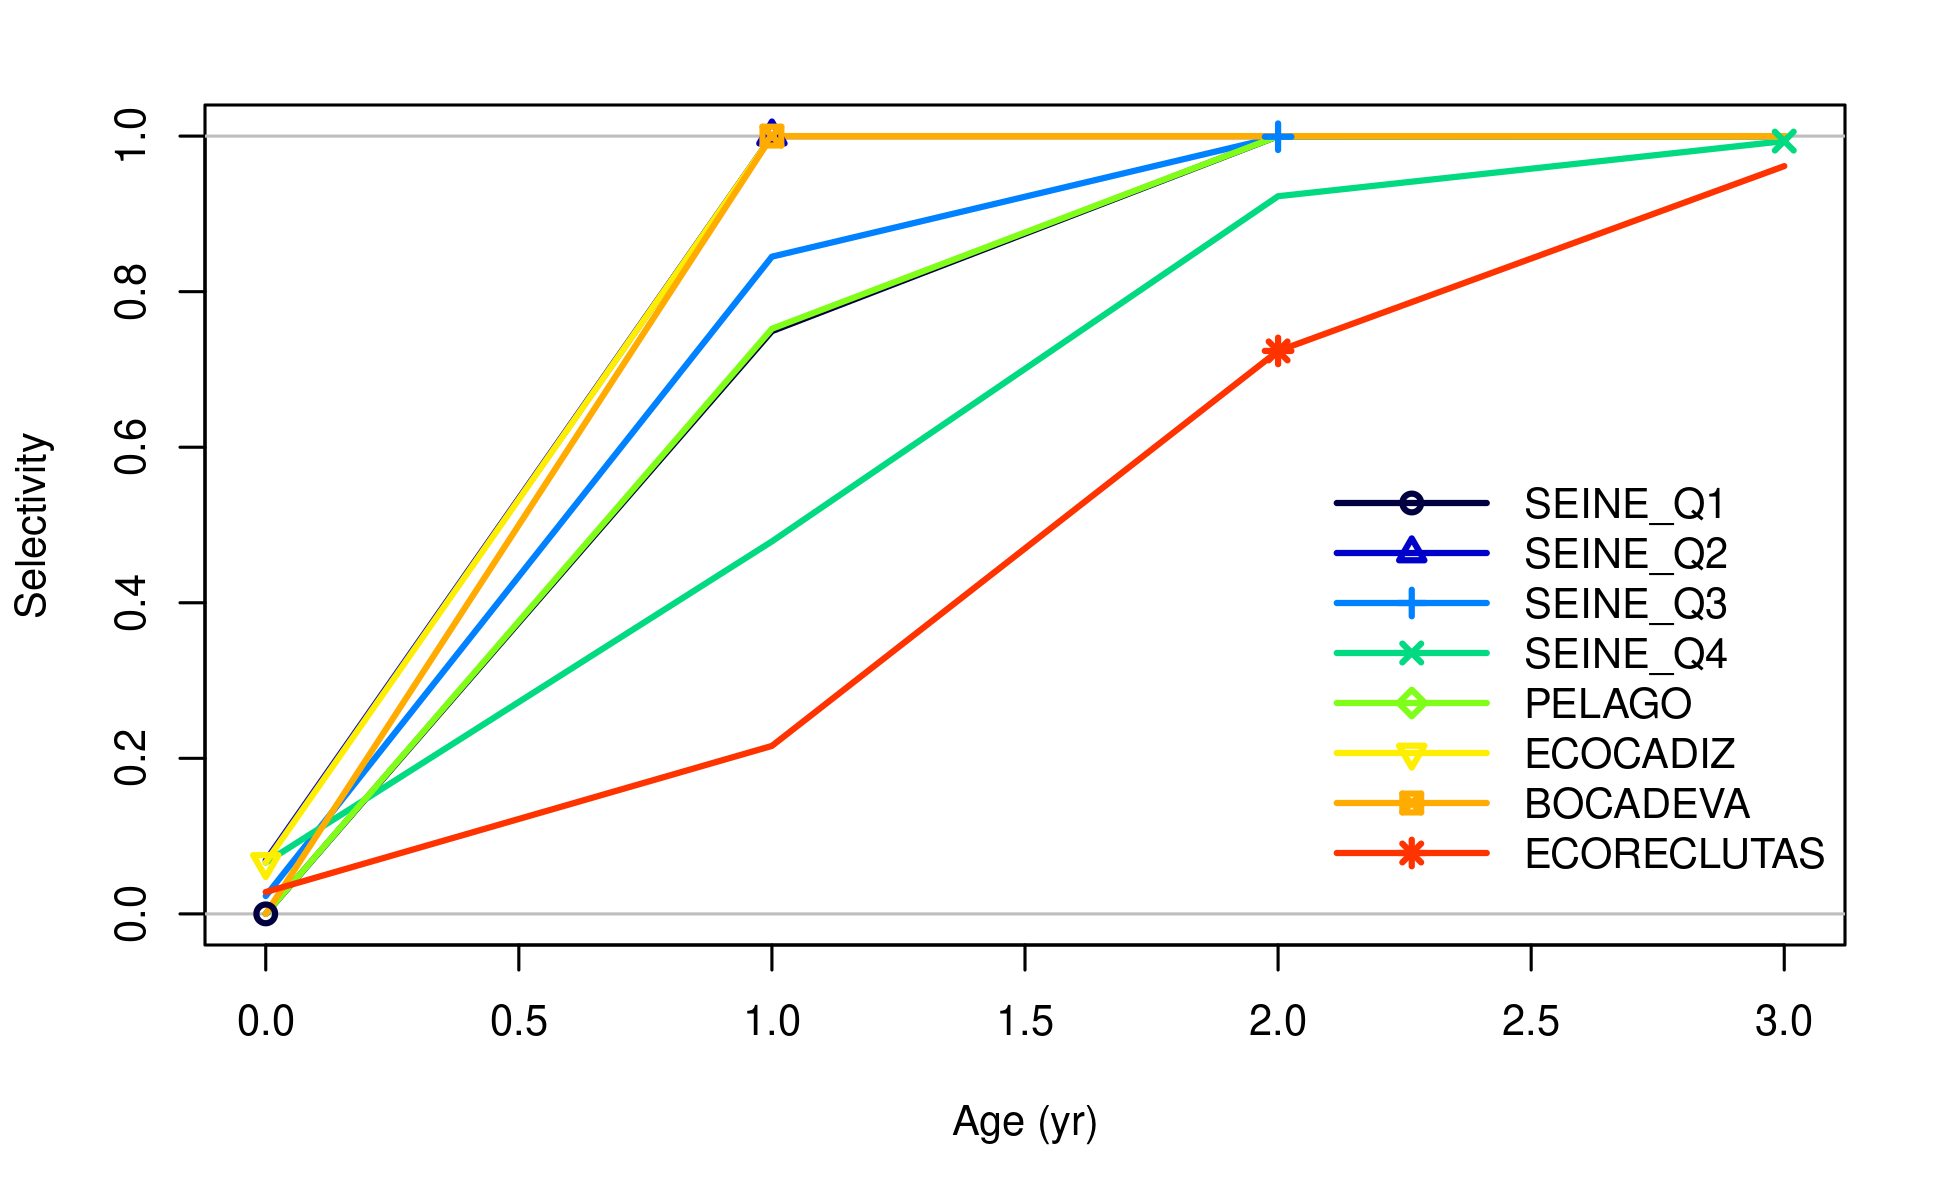 1.0
0.8
0.6
0.4
0.2
0.0
Selectivity
SEINE_Q1
SEINE_Q2
SEINE_Q3
SEINE_Q4
PELAGO
ECOCADIZ
BOCADEVA
ECORECLUTAS
0.0 0.5 1.0 1.5 2.0 2.5 3.0
Age (yr)